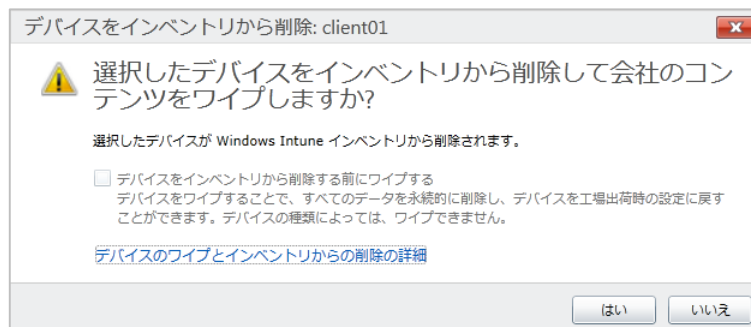 デバイスをインベントリから削除: client01
選択したデバイスをインベントリから削除して会社のコン
テンツをワイプしますか?
選択したデバイスが Windows Intune インベントリから削除されます。
デバイスをインベントリから削除する前にワイプする
デバイスをワイプすることで、すべてのデータを永続的に削除し、デバイスを工場出荷時の設定に戻す
ことができます。デバイスの種類によっては、ワイプできません。
デバイスのワイプとインベントリからの削除の詳細
はい いいえ